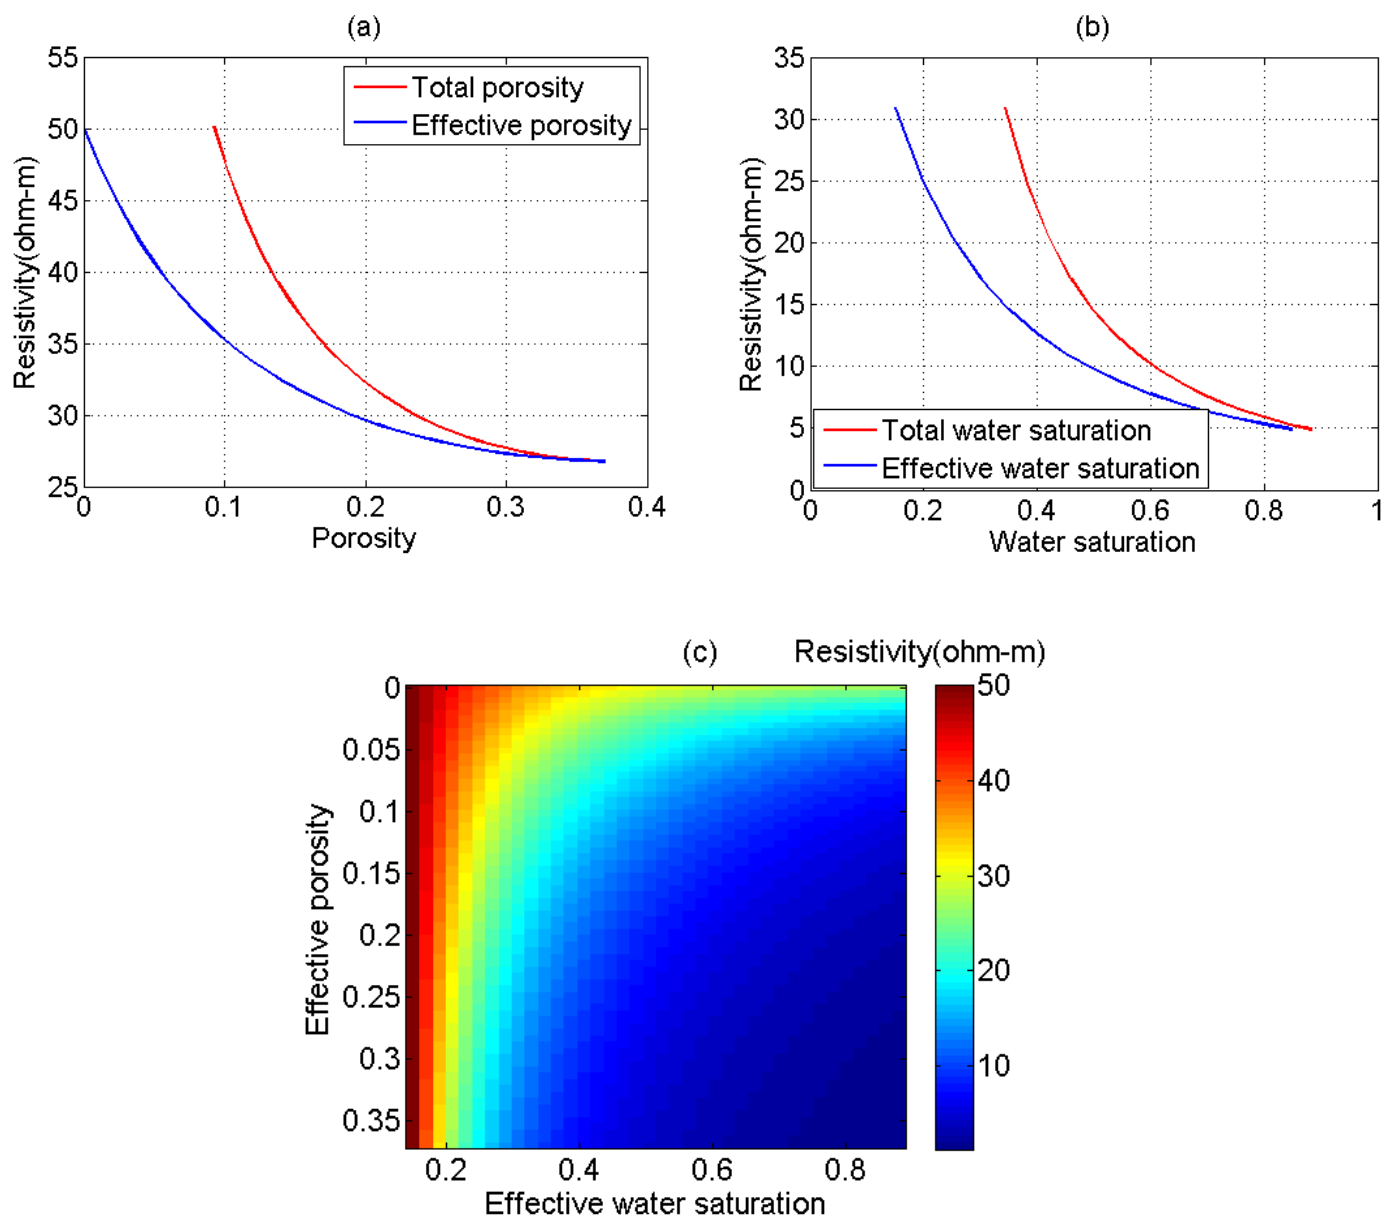 (a)
55
50
45
40
35
30
25
Resistivity(ohm-m)
Total porosity
Effective porosity
0 0.1 0.2 0.3 0.4
Porosity
(b)
35
30
25
20
15
10
5
0
Resistivity(ohm-m)
Total water saturation
Effective water saturation
0 0.2 0.4 0.6 0.8 1
Water saturation
(c) Resistivity(ohm-m)
0
0.05
0.1
0.15
0.2
0.25
0.3
0.35
Effective porosity
0.2 0.4 0.6 0.8
Effective water saturation
50
40
30
20
10